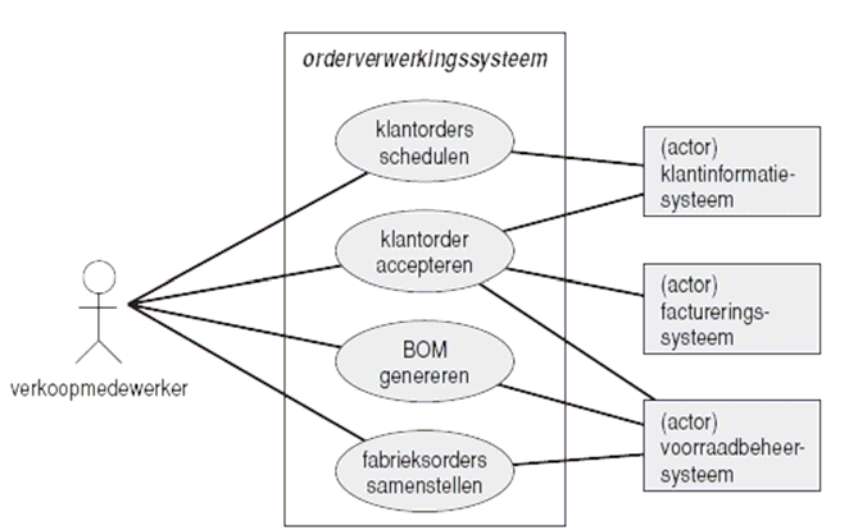 orderverwerkingssysteem
klantorders
schedulen
klantorder
accepteren
BOM
genereren
fabrieksorders
samenstellen
verkoopmedewerker
(actor)
klantinformatie-
systeem
(actor)
facturerings-
systeem
(actor)
voorraadbeheer-
systeem